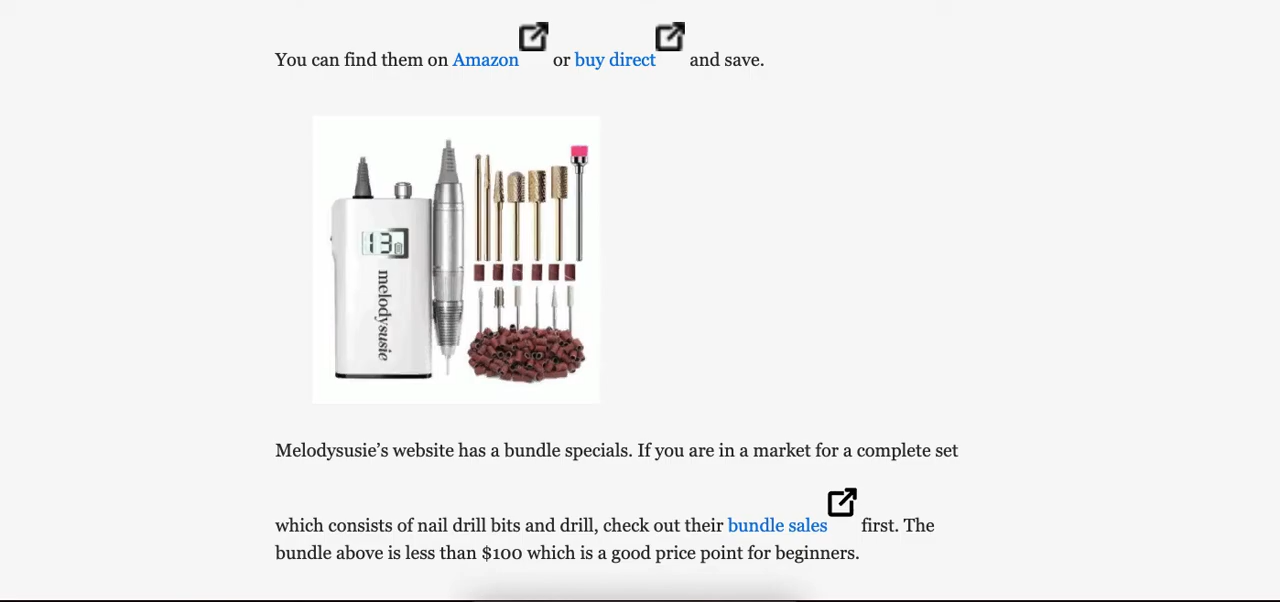 You can find them on Amazon or buy direct and save.
13
melodysusie
Melodysusie’s website has a bundle specials. If you are in a market for a complete set
which consists of nail drill bits and drill, check out their bundle sales first. The
bundle above is less than $100 which is a good price point for beginners.